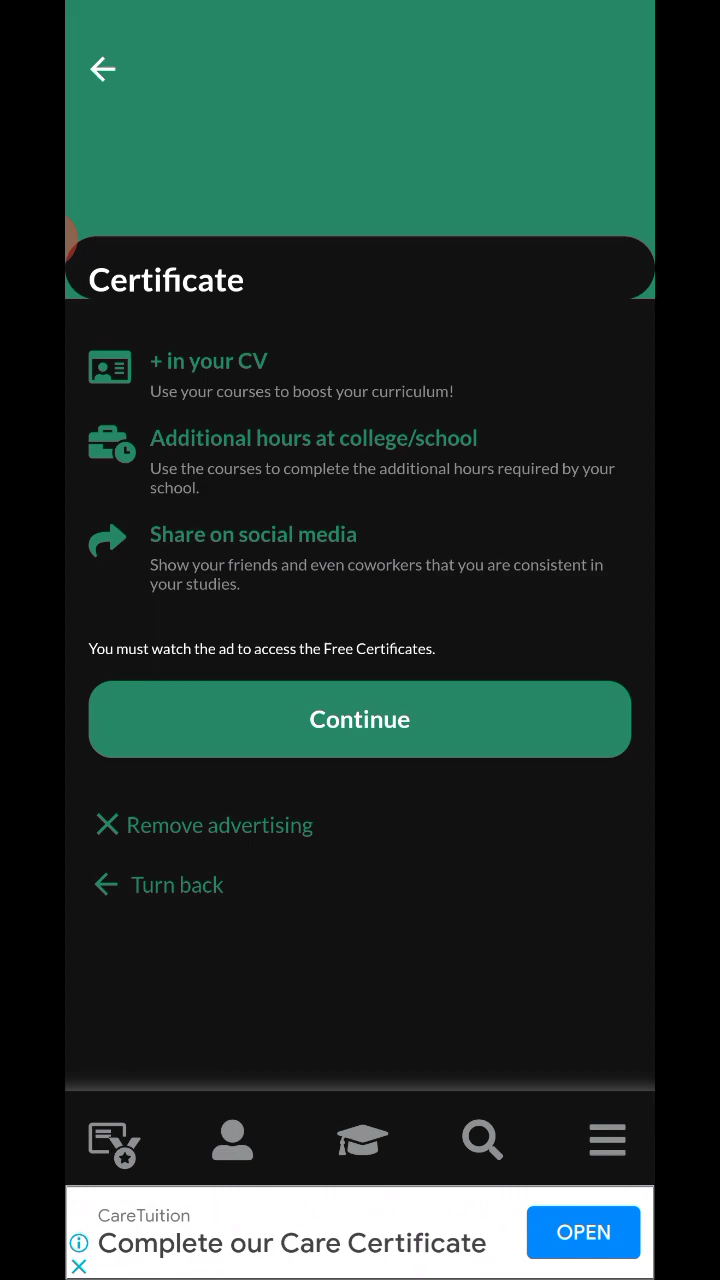 Certificate
+ in your CV
Use your courses to boost your curriculum!
Additional hours at college/school
Use the courses to complete the additional hours required by your
school.
Share on social media
Show your friends and even coworkers that you are consistent in
your studies.
You must watch the ad to access the Free Certificates.
Continue
Remove advertising
Turn back
CareTuition
Complete our Care Certificate
OPEN